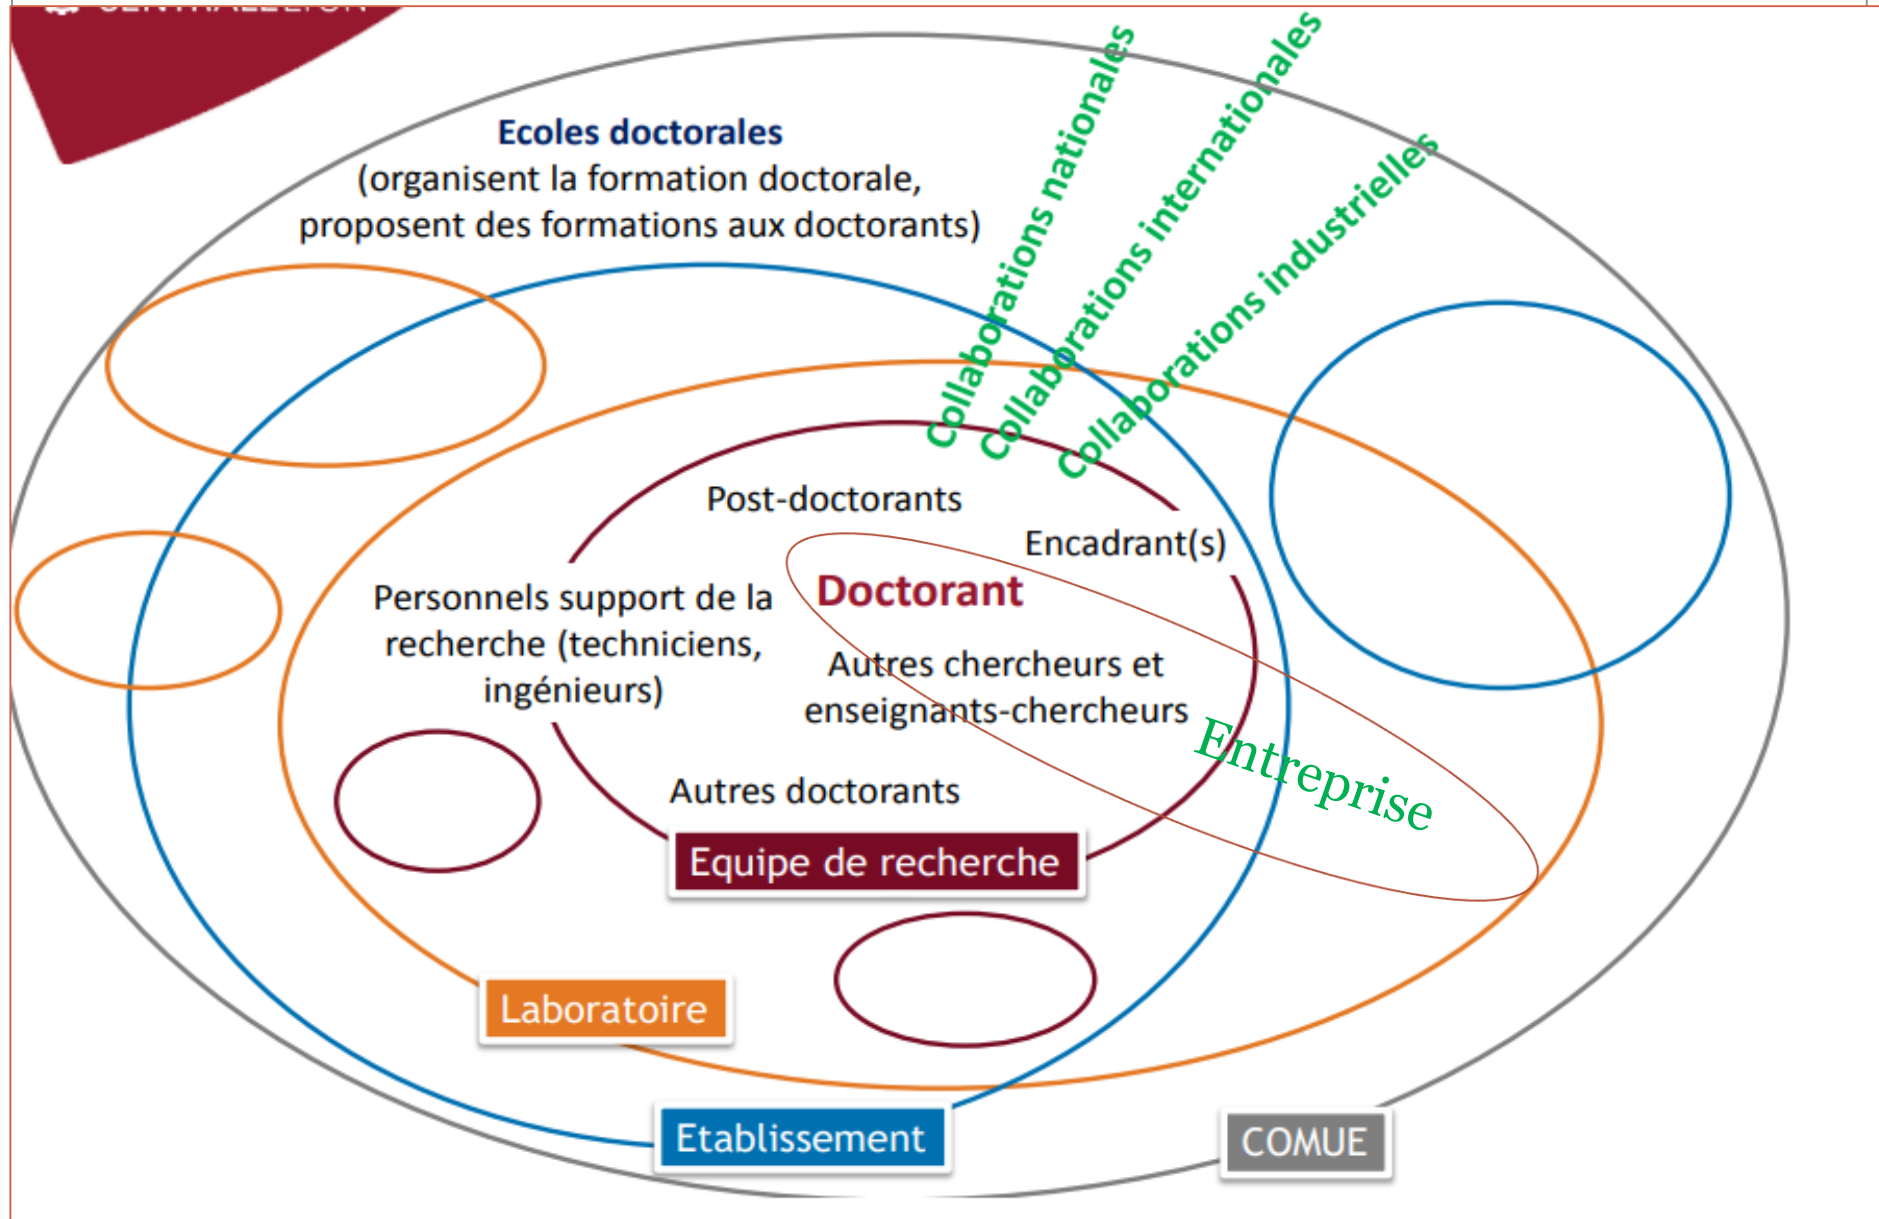 CENTRALELYON
Ecoles doctorales
(organisent la formation doctorale,
proposent des formations aux doctorants)
Collaborations nationales
Collaborations internationales
Collaborations industrielles
Post-doctorants
Encadrant(s)
Doctorant
Personnels support de la
recherche (techniciens,
ingénieurs)
Autres chercheurs et
enseignants-chercheurs
Entreprise
Autres doctorants
Equipe de recherche
Laboratoire
Etablissement
COMUE